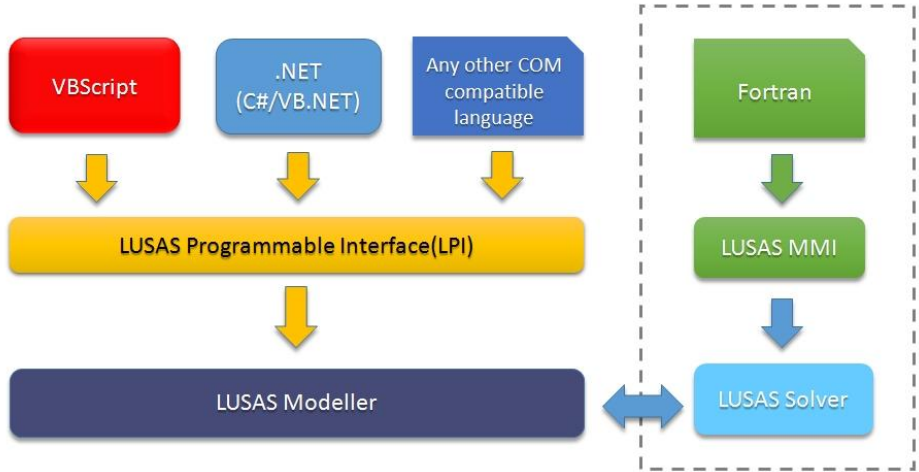 VBScript
.NET
(C#/VB.NET)
Any other COM
compatible
language
Fortran
LUSAS Programmable Interface(LPI)
LUSAS MMI
LUSAS Modeller
LUSAS Solver